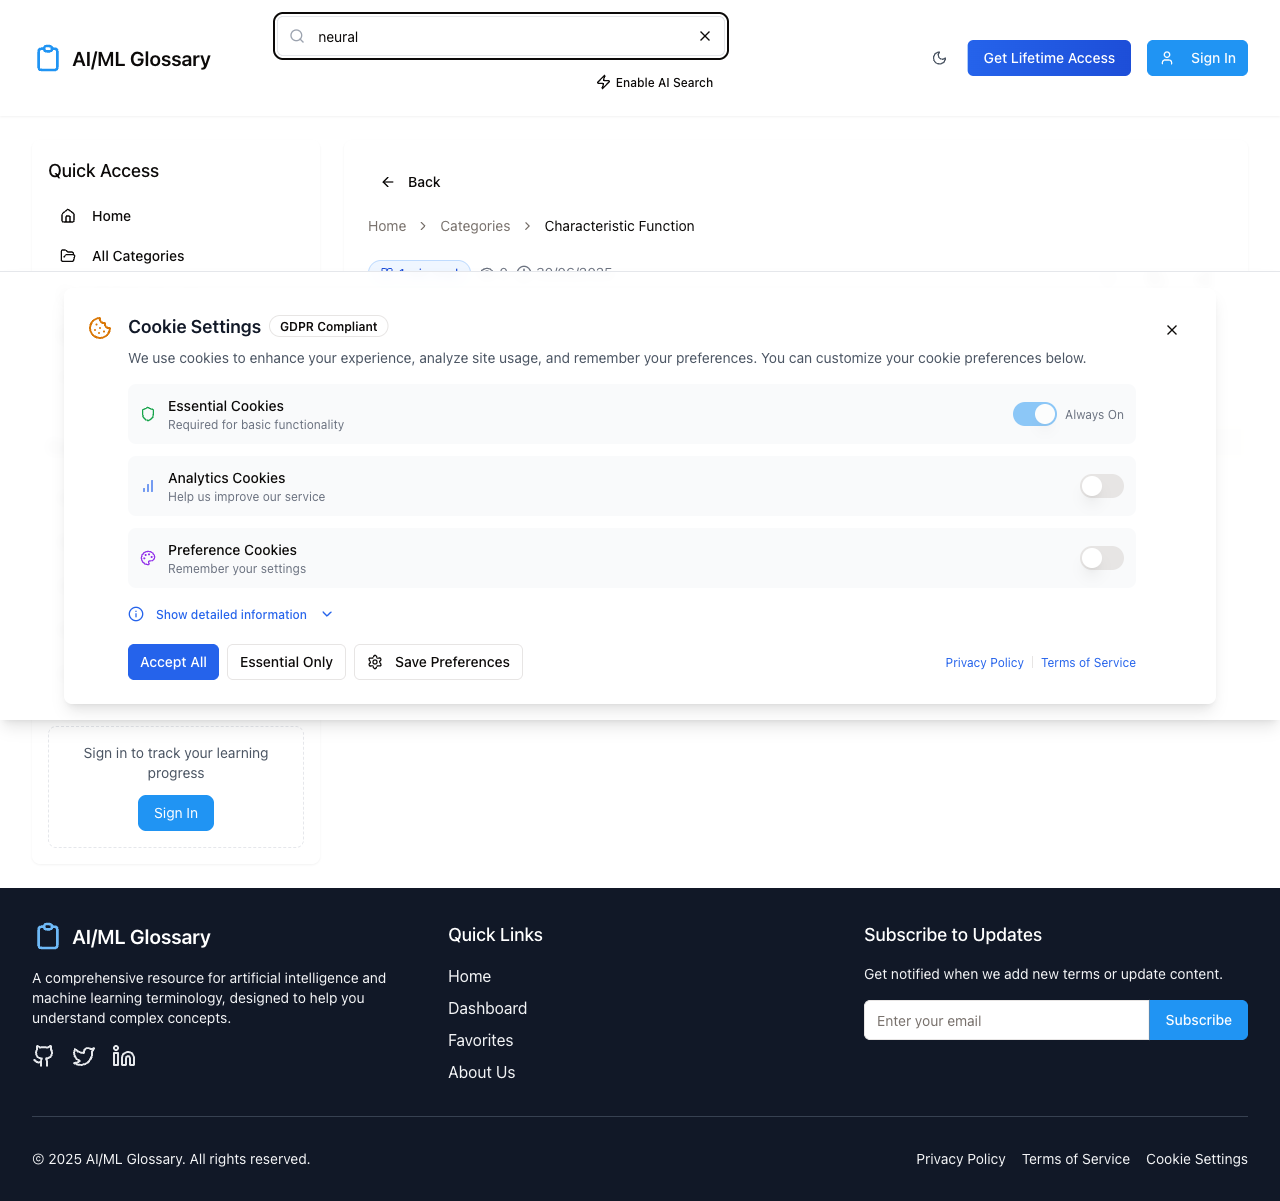 AI/ML Glossary
neural
Enable AI Search
Get Lifetime Access
Sign In
Quick Access
Home
All Categories
Back
Home > Categories > Characteristic Function
Cookie Settings
GDPR Compliant
We use cookies to enhance your experience, analyze site usage, and remember your preferences. You can customize your cookie preferences below.
Essential Cookies
Required for basic functionality
Always On
Analytics Cookies
Help us improve our service
Preference Cookies
Remember your settings
Show detailed information
Accept All
Essential Only
Save Preferences
Privacy Policy
Terms of Service
Sign in to track your learning
progress
Sign In
AI/ML Glossary
A comprehensive resource for artificial intelligence and
machine learning terminology, designed to help you
understand complex concepts.
Quick Links
Home
Dashboard
Favorites
About Us
Subscribe to Updates
Get notified when we add new terms or update content.
Enter your email
Subscribe
© 2025 AI/ML Glossary. All rights reserved.
Privacy Policy
Terms of Service
Cookie Settings